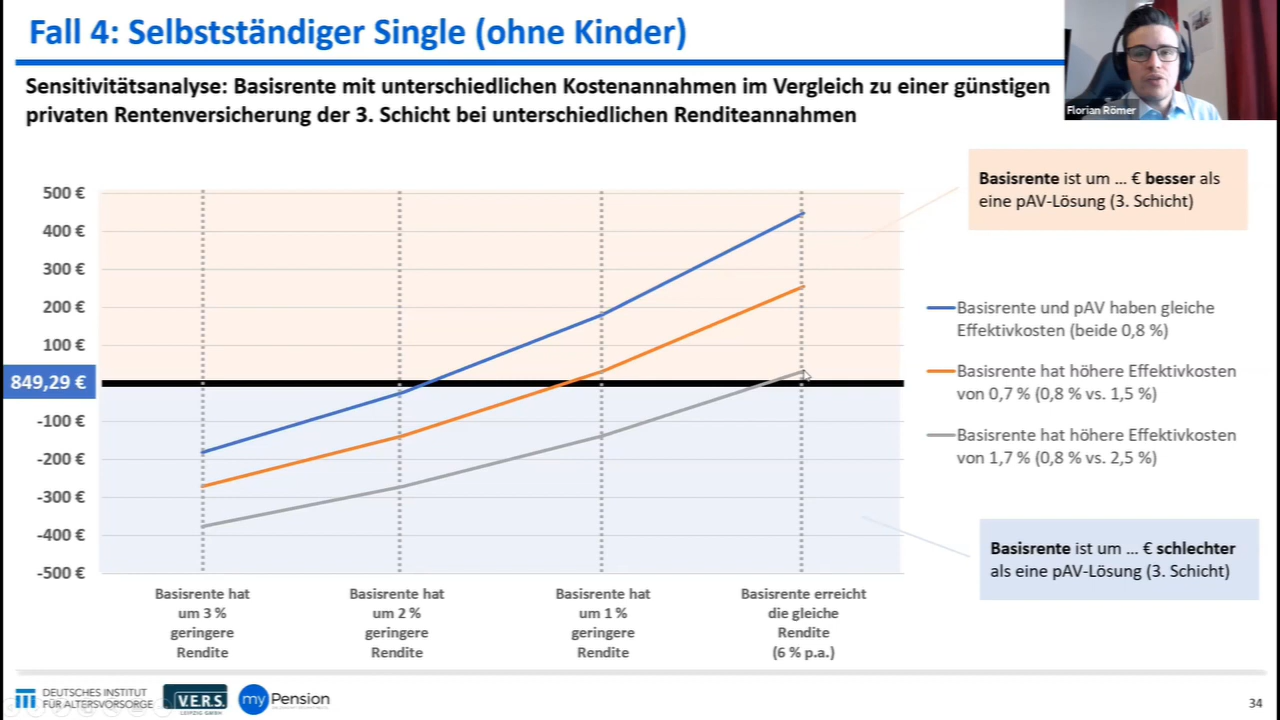 Fall 4: Selbstständiger Single (ohne Kinder)
Sensitivitätsanalyse: Basisrente mit unterschiedlichen Kostenannahmen im Vergleich zu einer günstigen
privaten Rentenversicherung der 3. Schicht bei unterschiedlichen Renditeannahmen
Florian Römer
500 €
400 €
300 €
200 €
100 €
849,29 €
-100 €
-200 €
-300 €
-400 €
-500 €
Basisrente hat
um 3 %
geringere
Rendite
Basisrente hat
um 2 %
geringere
Rendite
Basisrente hat
um 1 %
geringere
Rendite
Basisrente erreicht
die gleiche
Rendite
(6 % p.a.)
Basisrente ist um ... € besser als
eine pAV-Lösung (3. Schicht)
Basisrente und pAV haben gleiche
Effektivkosten (beide 0,8 %)
Basisrente hat höhere Effektivkosten
von 0,7 % (0,8 % vs. 1,5 %)
Basisrente hat höhere Effektivkosten
von 1,7 % (0,8 % vs. 2,5 %)
Basisrente ist um ... € schlechter
als eine pAV-Lösung (3. Schicht)
DEUTSCHES INSTITUT
FÜR ALTERSVORSORGE
V.E.R.S.
LEIPZIG GMBH
myPension
34